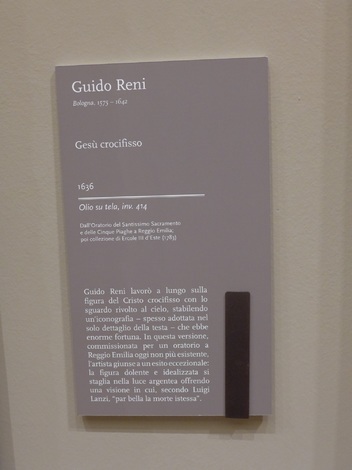 Guido Reni
Bologna, 1575 – 1642
Gesù crocifisso
1636
Olio su tela, inv. 414
Dall'Oratorio del Santissimo Sacramento
e delle Cinque Piaghe a Reggio Emilia,
poi collezione di Ercole III d'Este (1783)
Guido Reni lavorò a lungo sulla
figura del Cristo crocifisso con lo
sguardo rivolto al cielo, stabilendo
un'iconografia – spesso adottata nel
solo dettaglio della testa – che ebbe
enorme fortuna. In questa versione,
commissionata per un oratorio a
Reggio Emilia oggi non più esistente,
l'artista giunse a un esito eccezionale:
la figura dolente e idealizzata si
staglia nella luce argentea offrendo
una visione in cui, secondo Luigi
Lanzi, "par bella la morte istessa".